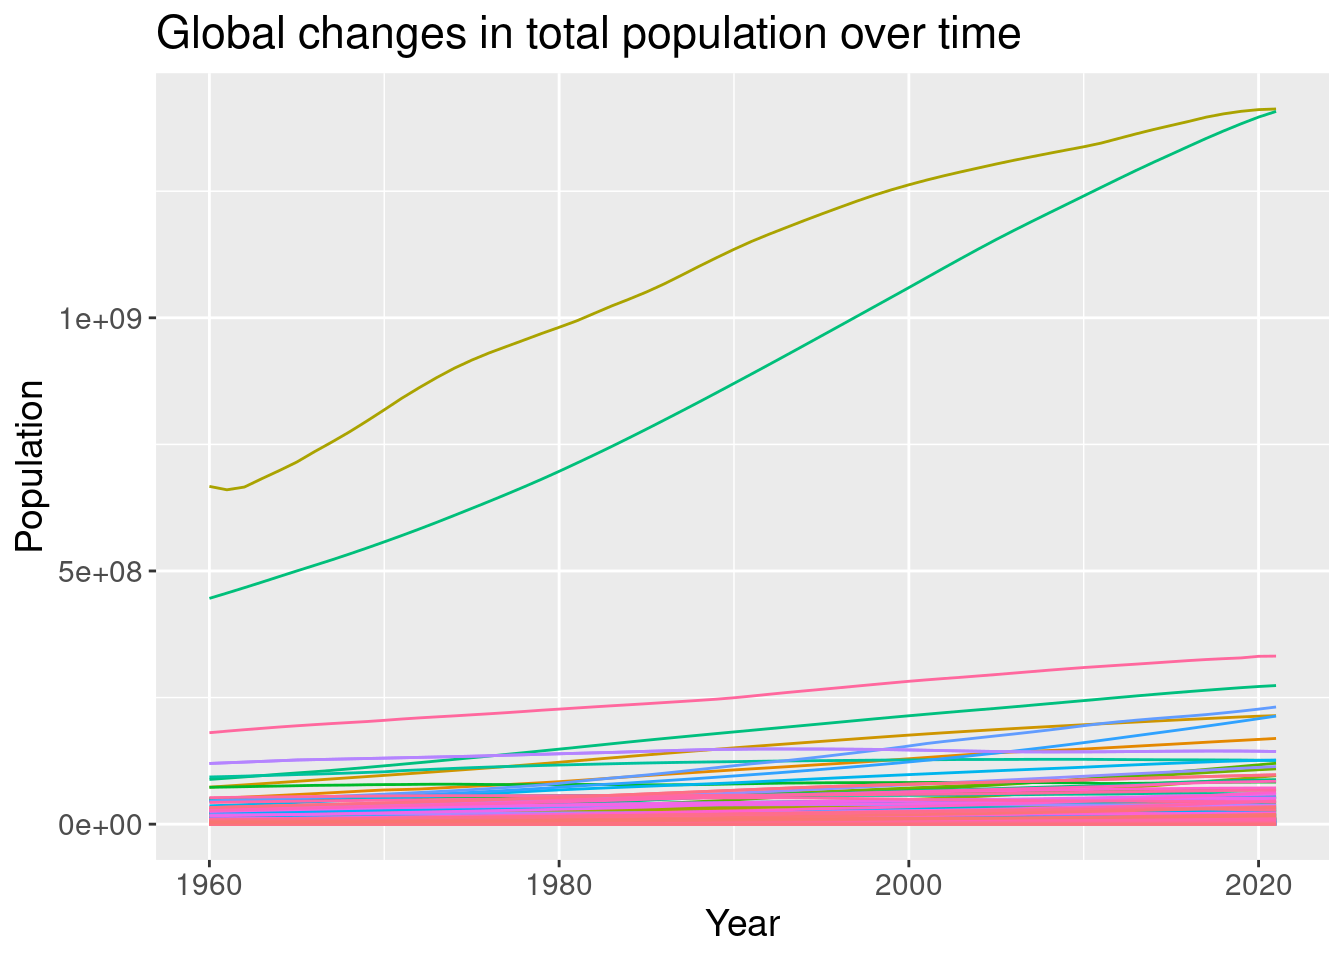 Global changes in total population over time
Population
1e+09
5e+08
0e+00
1960 1980 2000 2020
Year